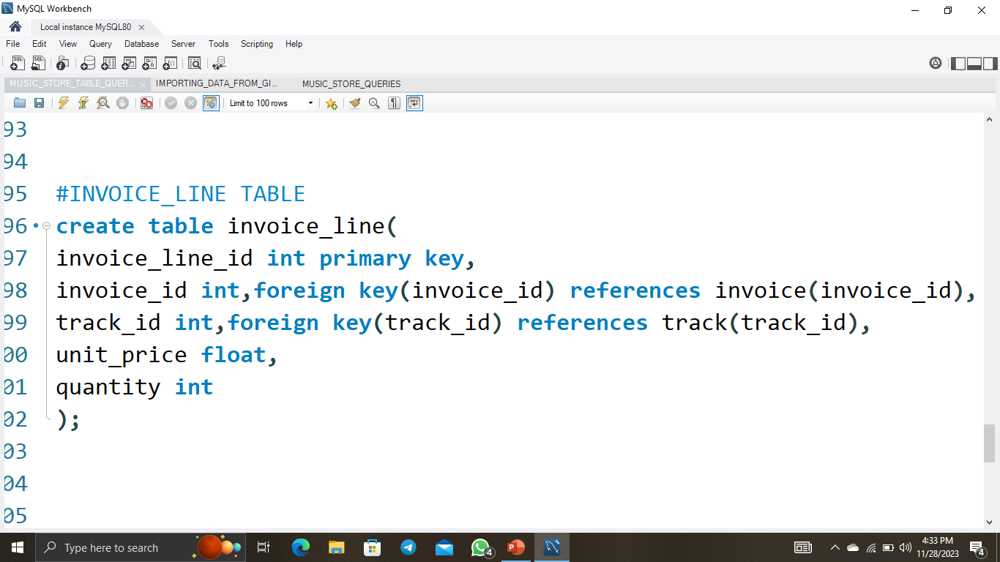 MySQL Workbench
Local instance MySQL80
File Edit View Query Database Server Tools Scripting Help
MUSIC_STORE_TABLE_QUER... IMPORTING_DATA_FROM_GI... MUSIC_STORE_QUERIES
Limit to 100 rows
93
94
95 #INVOICE_LINE TABLE
96 create table invoice_line(
97 invoice_line_id int primary key,
98 invoice_id int,foreign key(invoice_id) references invoice(invoice_id),
99 track_id int,foreign key(track_id) references track(track_id),
00 unit_price float,
01 quantity int
02 );
03
04
05
Type here to search
4
4:33 PM
11/28/2023
4